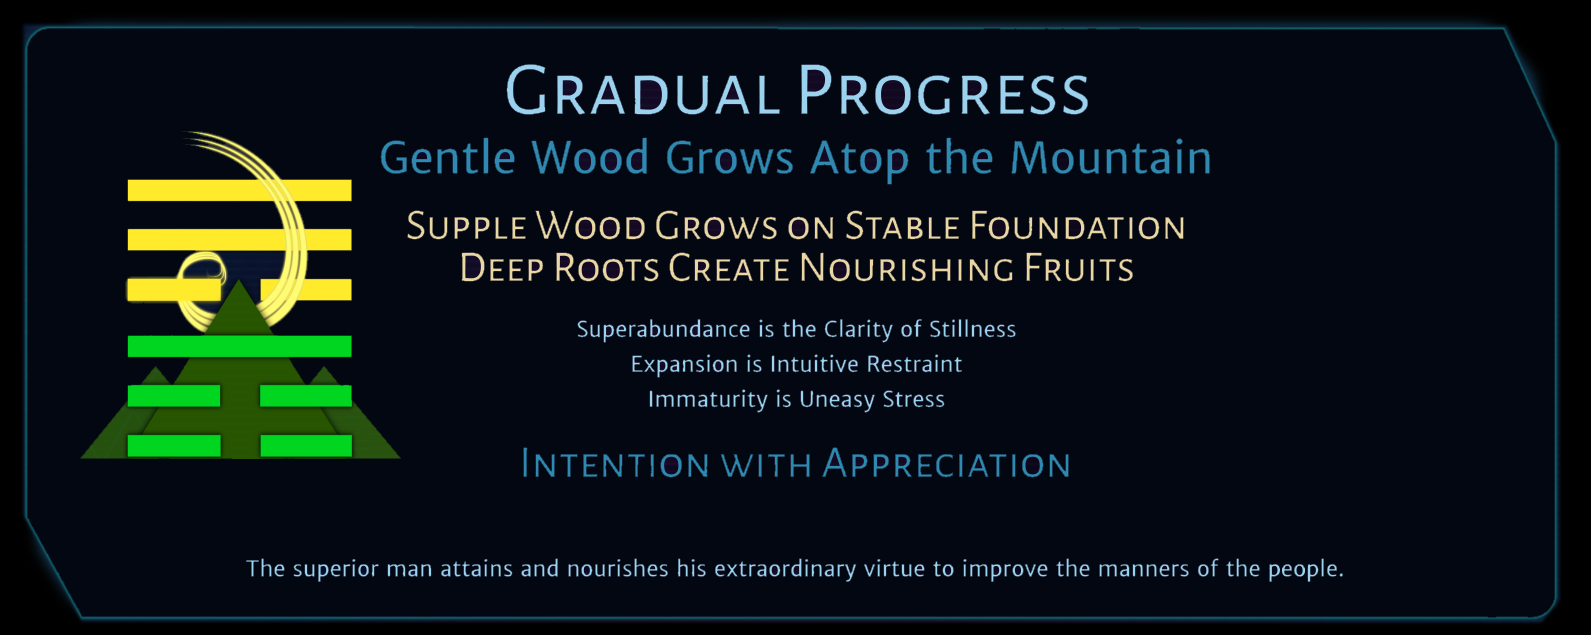 Gradual Progress
Gentle Wood Grows Atop the Mountain
Supple Wood Grows on Stable Foundation
Deep Roots Create Nourishing Fruits
Superabundance is the Clarity of Stillness
Expansion is Intuitive Restraint
Immaturity is Uneasy Stress
Intention with Appreciation
The superior man attains and nourishes his extraordinary virtue to improve the manners of the people.